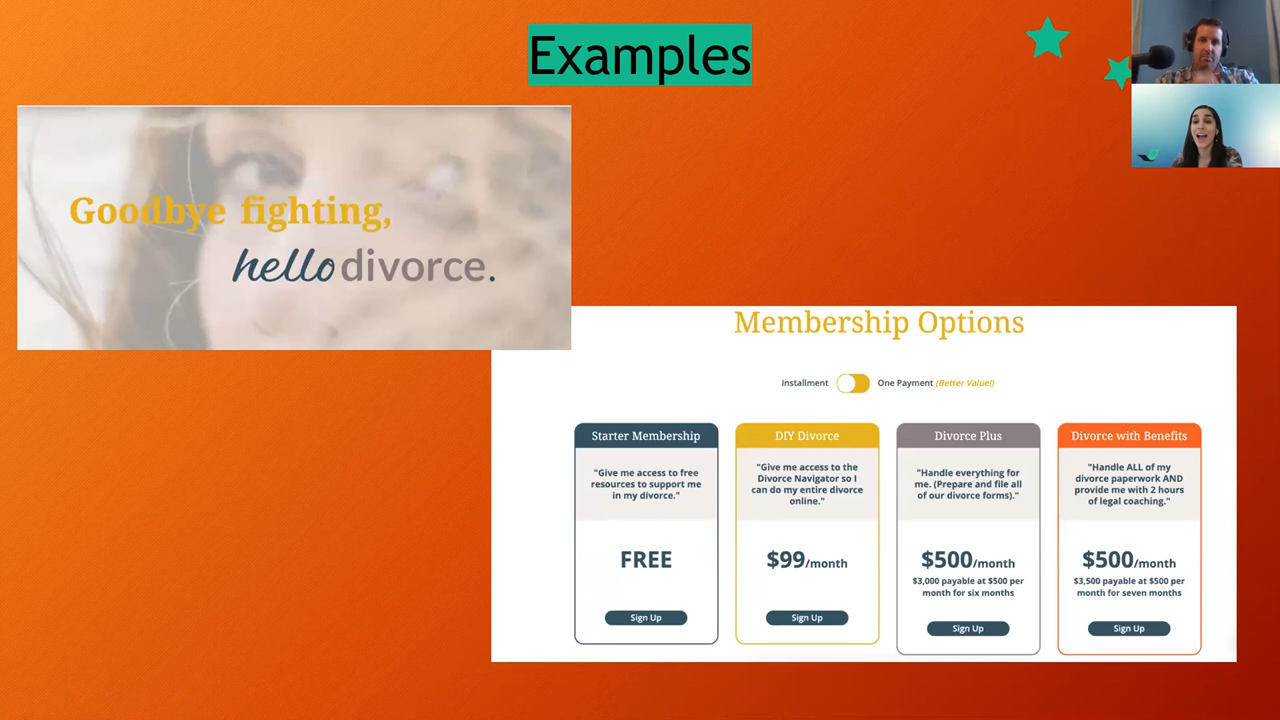 Examples
Goodbye fighting,
hello divorce.
Membership Options
Installment One Payment (Better Value!)
Starter Membership
"Give me access to free
resources to support me
in my divorce."
FREE
Sign Up
DIY Divorce
"Give me access to the
Divorce Navigator so I
can do my entire divorce
online."
$99/month
Sign Up
Divorce Plus
"Handle everything for
me. (Prepare and file all
of our divorce forms)."
$500/month
$3,000 payable at $500 per
month for six months
Sign Up
Divorce with Benefits
"Handle ALL of my
divorce paperwork AND
provide me with 2 hours
of legal coaching."
$500/month
$3,500 payable at $500 per
month for seven months
Sign Up